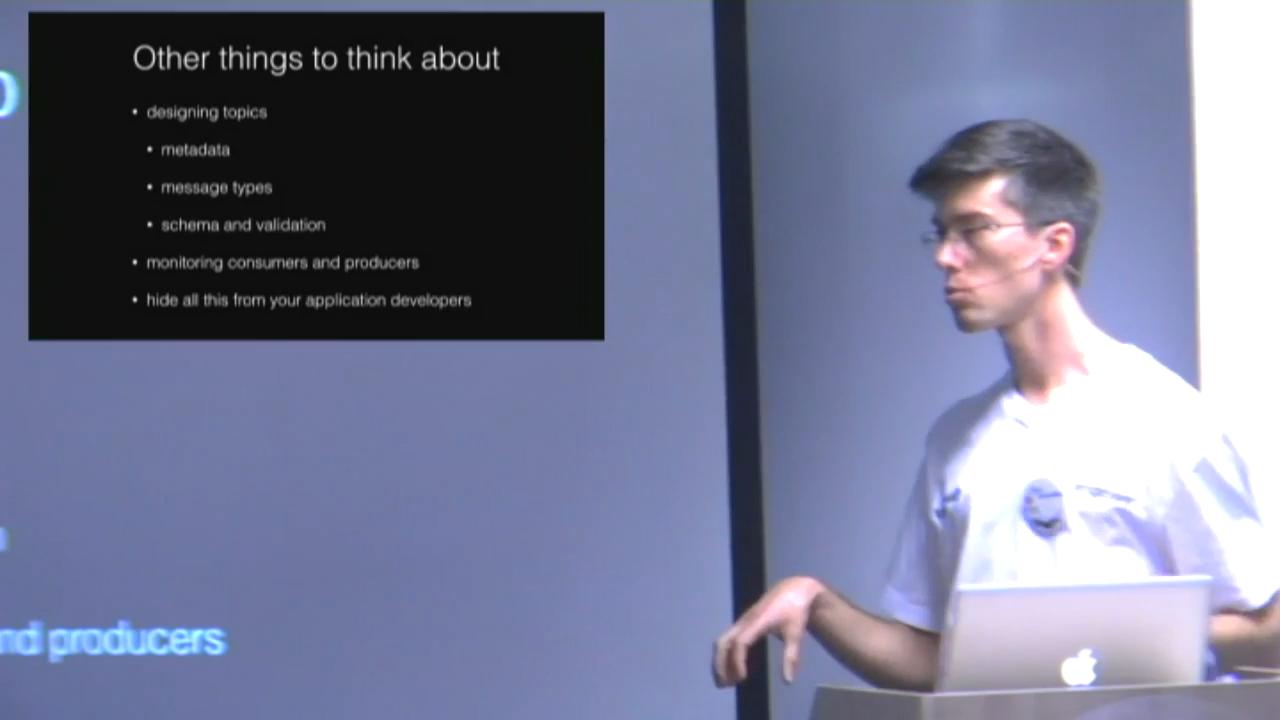 Other things to think about
• designing topics
• metadata
• message types
• schema and validation
• monitoring consumers and producers
• hide all this from your application developers
nd producers